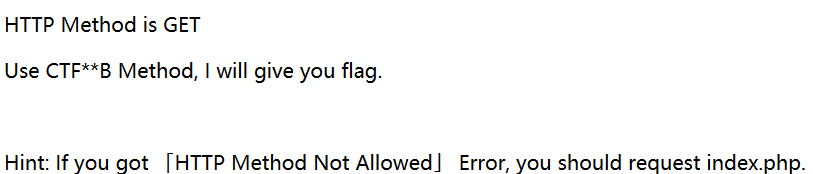 HTTP Method is GET
Use CTF**B Method, I will give you flag.
Hint: If you got 「HTTP Method Not Allowed」 Error, you should request index.php.